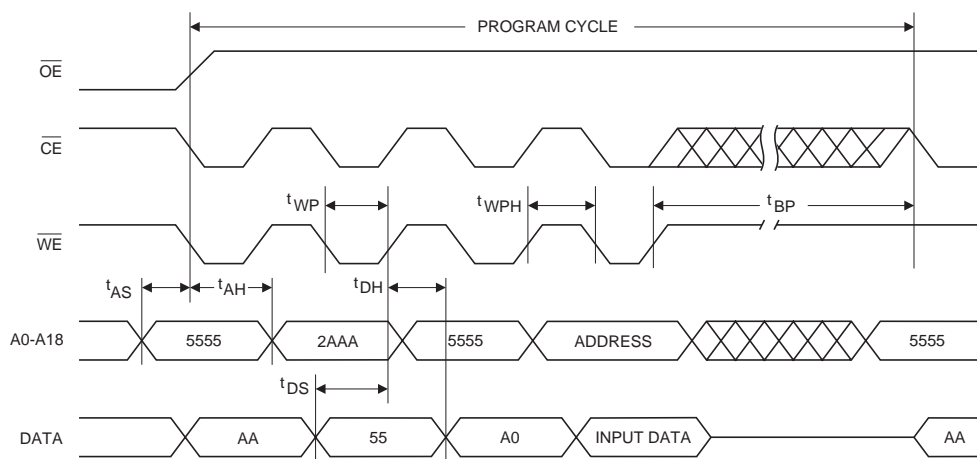 PROGRAM CYCLE
OE
CE
tWP
tWPH
tBP
WE
tAS
tAH
tDH
A0-A18
5555
2AAA
5555
ADDRESS
5555
tDS
DATA
AA
55
A0
INPUT DATA
AA